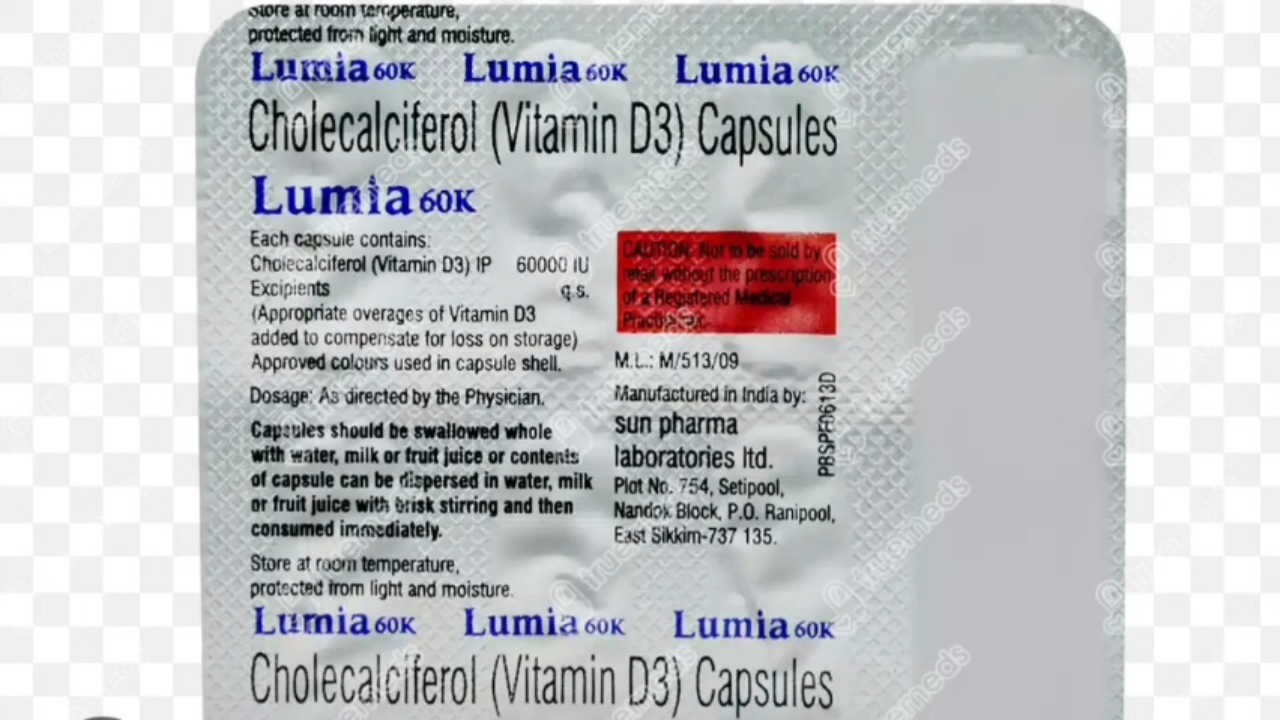 Store at room temperature,
protected from light and moisture.
Lumia 60K Lumia 60K Lumia 60K
Cholecalciferol (Vitamin D3) Capsules
Lumia 60K
Each capsule contains:
Cholecalciferol (Vitamin D3) IP 60000 IU
Excipients q.s.
(Appropriate overages of Vitamin D3
added to compensate for loss on storage)
Approved colours used in capsule shell.
Dosage: As directed by the Physician.
Capsules should be swallowed whole
with water, milk or fruit juice or contents
of capsule can be dispersed in water, milk
or fruit juice with brisk stirring and then
consumed immediately.
Store at room temperature,
protected from light and moisture.
CAUTION: Not to be sold by
retail without the prescription
of a Registered Medical
Practitioner.
M.L.: M/513/09
Manufactured in India by:
sun pharma
laboratories ltd.
Plot No. 754, Setipool,
Nandok Block, P.O. Ranipool,
East Sikkim-737 135.
PBSPE0613D
Lumia 60K Lumia 60K Lumia 60K
Cholecalciferol (Vitamin D3) Capsules
truemeds